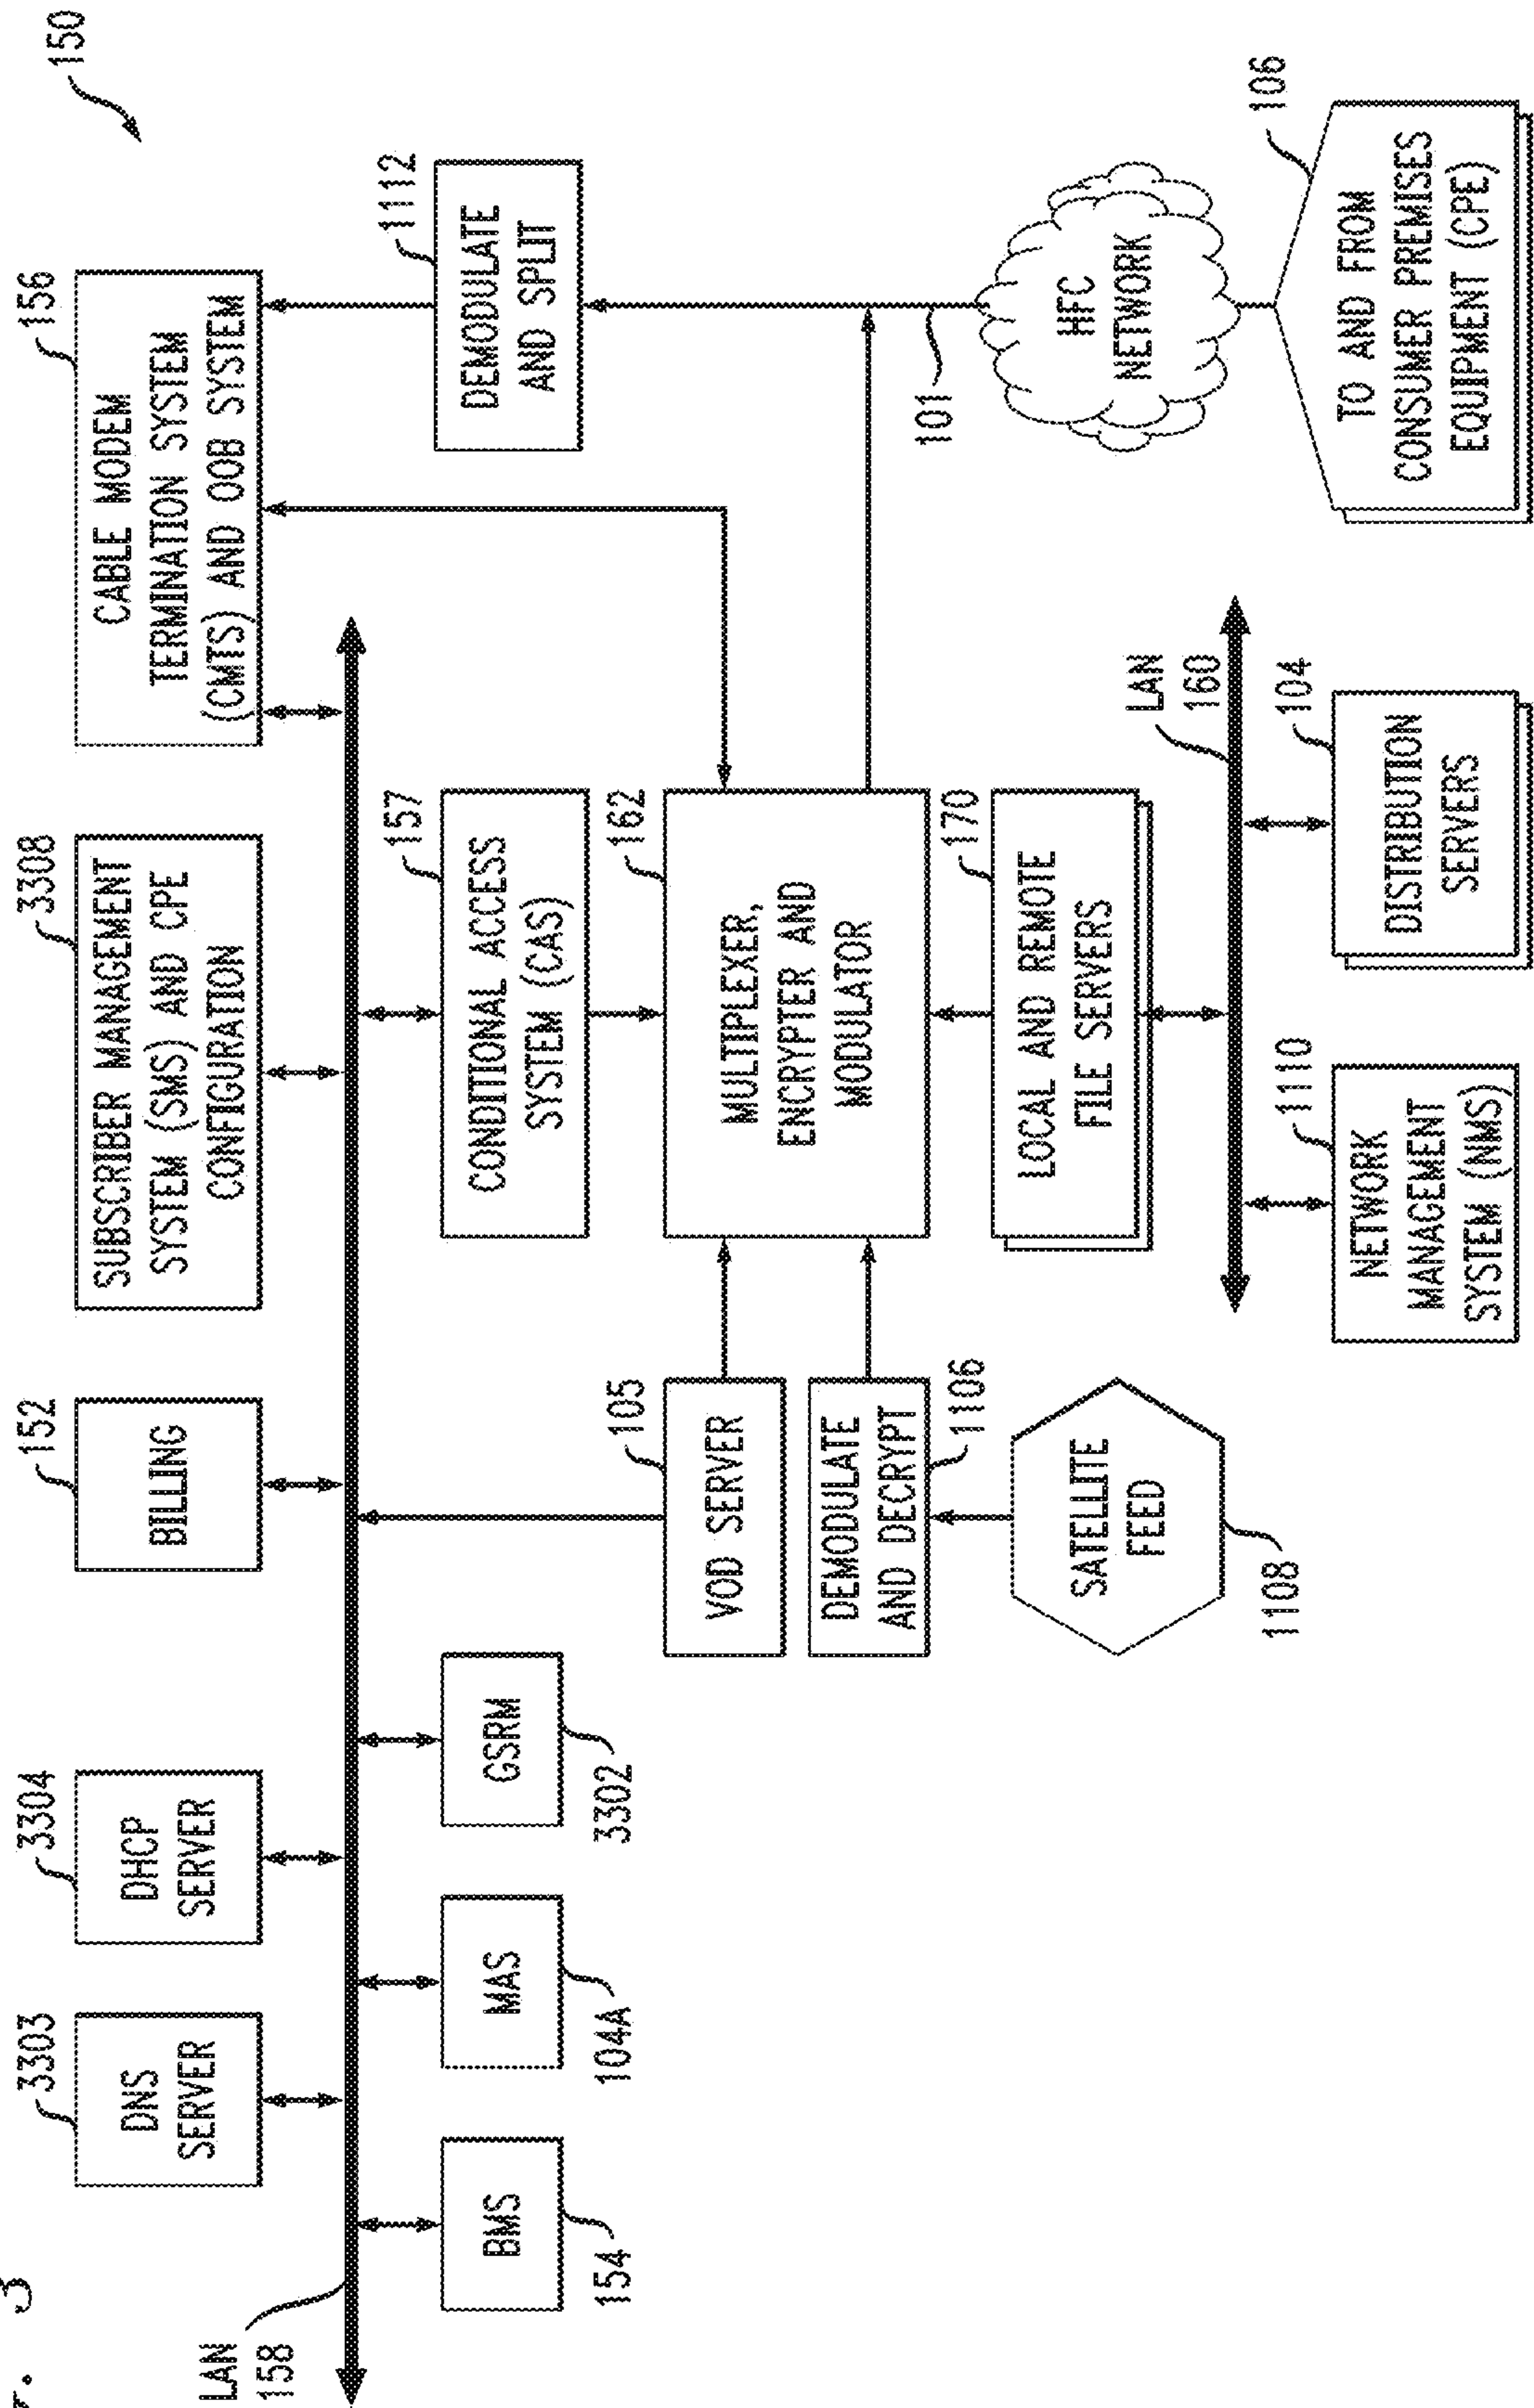 . 3
150
3303
DNS
SERVER
3304
DHCP
SERVER
152
BILLING
3308
SUBSCRIBER MANAGEMENT
SYSTEM (SMS) AND CPE
CONFIGURATION
156
CABLE MODEM
TERMINATION SYSTEM
(CMTS) AND OOB SYSTEM
LAN
158
BMS
154
MAS
104A
GSRM
3302
157
CONDITIONAL ACCESS
SYSTEM (CAS)
1112
DEMODULATE
AND SPLIT
105
VOD SERVER
162
MULTIPLEXER,
ENCRYPTER AND
MODULATOR
DEMODULATE
AND DECRYPT
1106
101
170
LOCAL AND REMOTE
FILE SERVERS
SATELLITE
FEED
1108
HFC
NETWORK
LAN
160
1110
NETWORK
MANAGEMENT
SYSTEM (NMS)
104
DISTRIBUTION
SERVERS
106
TO AND FROM
CONSUMER PREMISES
EQUIPMENT (CPE)